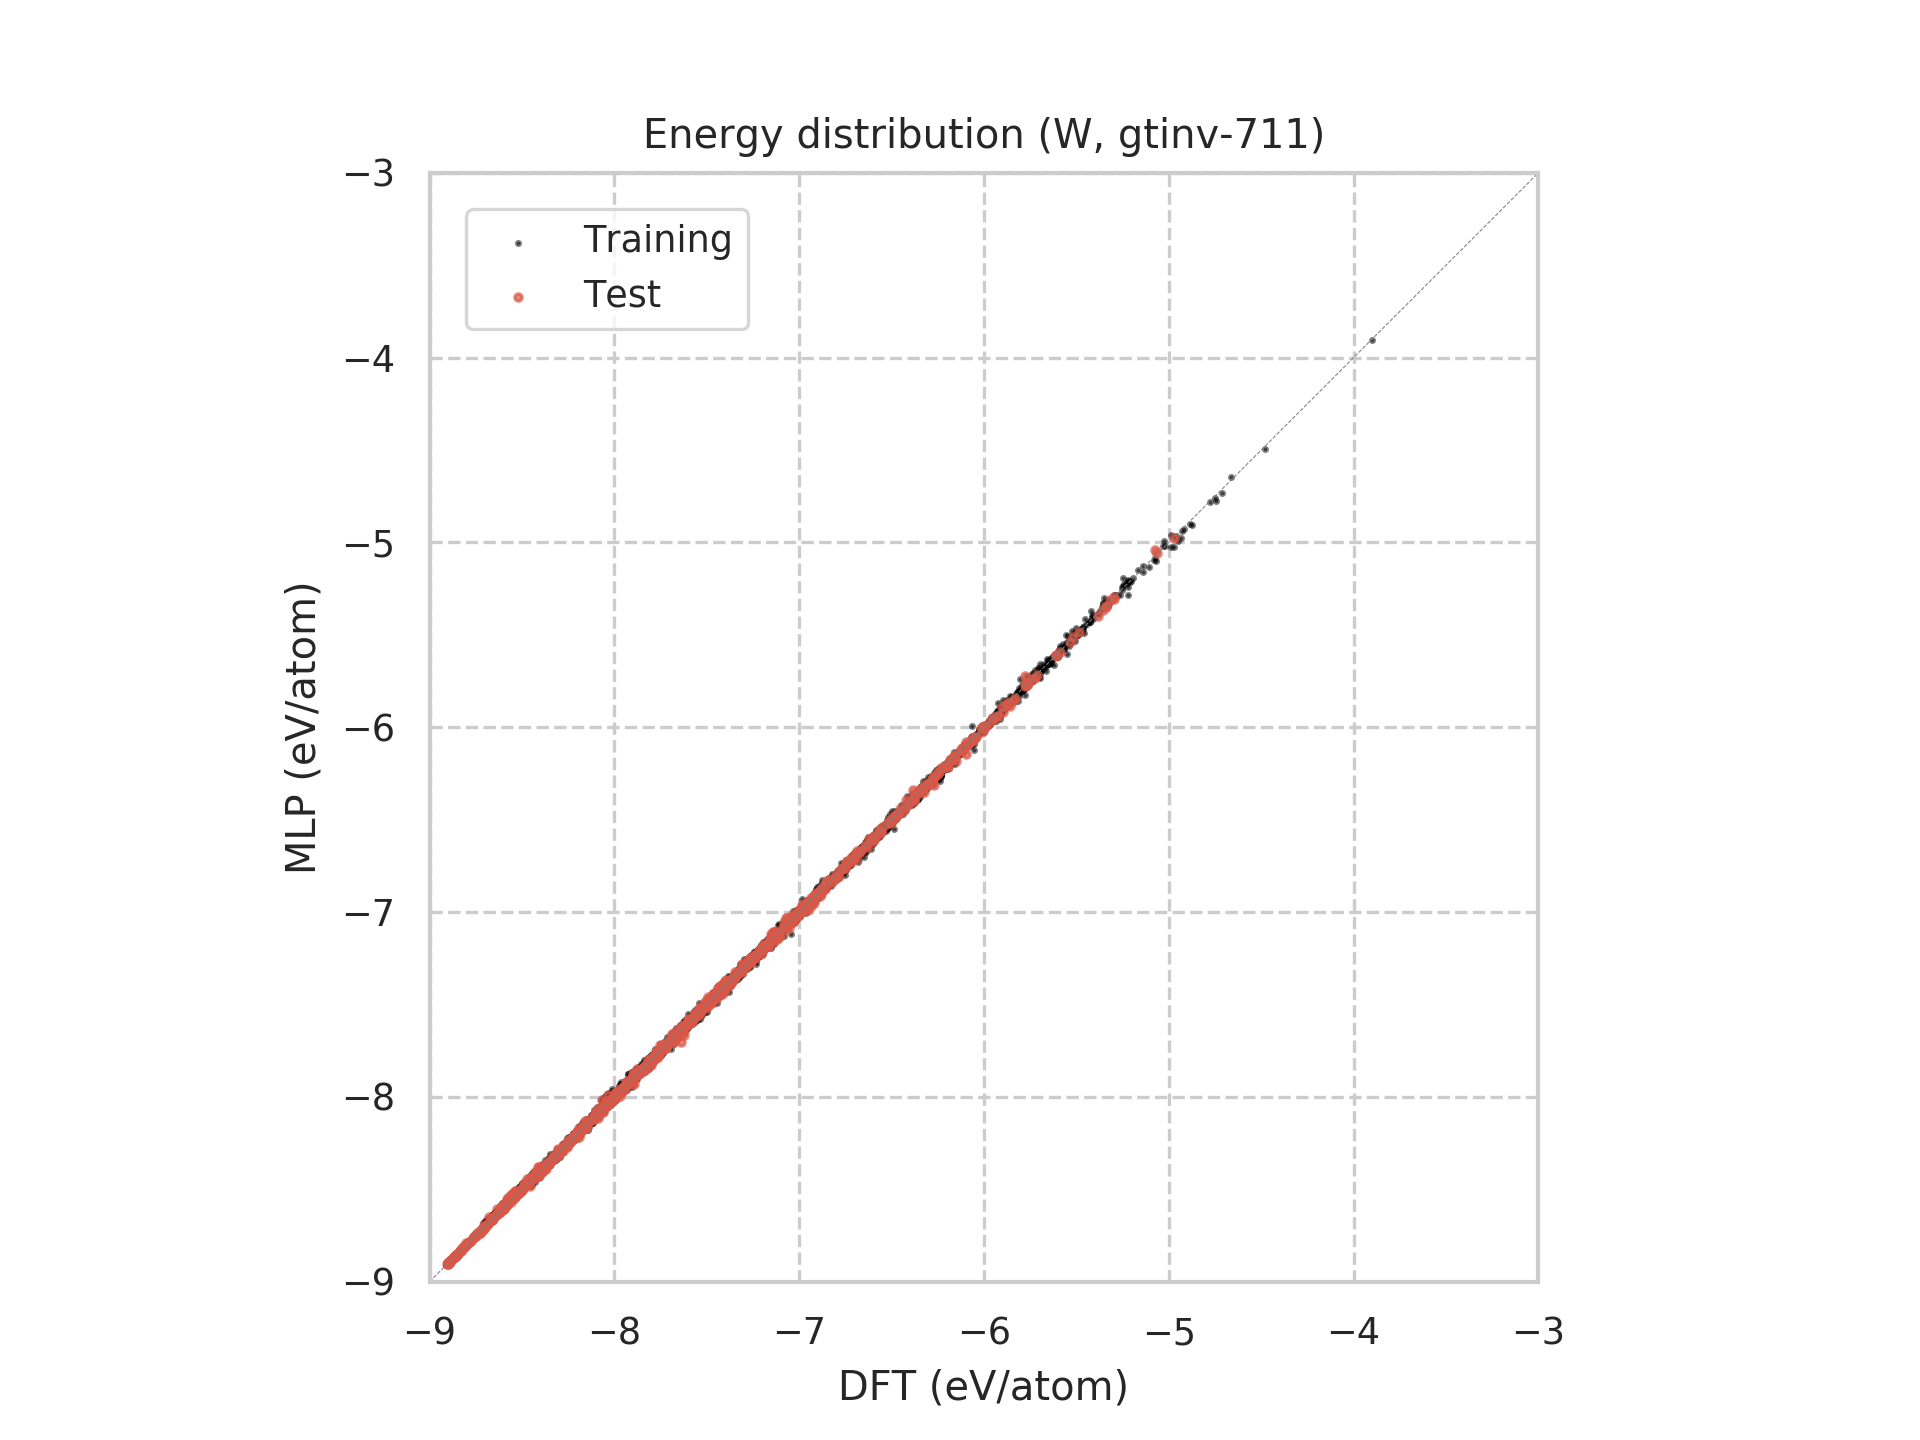 Energy distribution (W, gtinv-711)
−3
−4
−5
−6
−7
−8
−9
MLP (eV/atom)
Training
Test
−9 −8 −7 −6 −5 −4 −3
DFT (eV/atom)